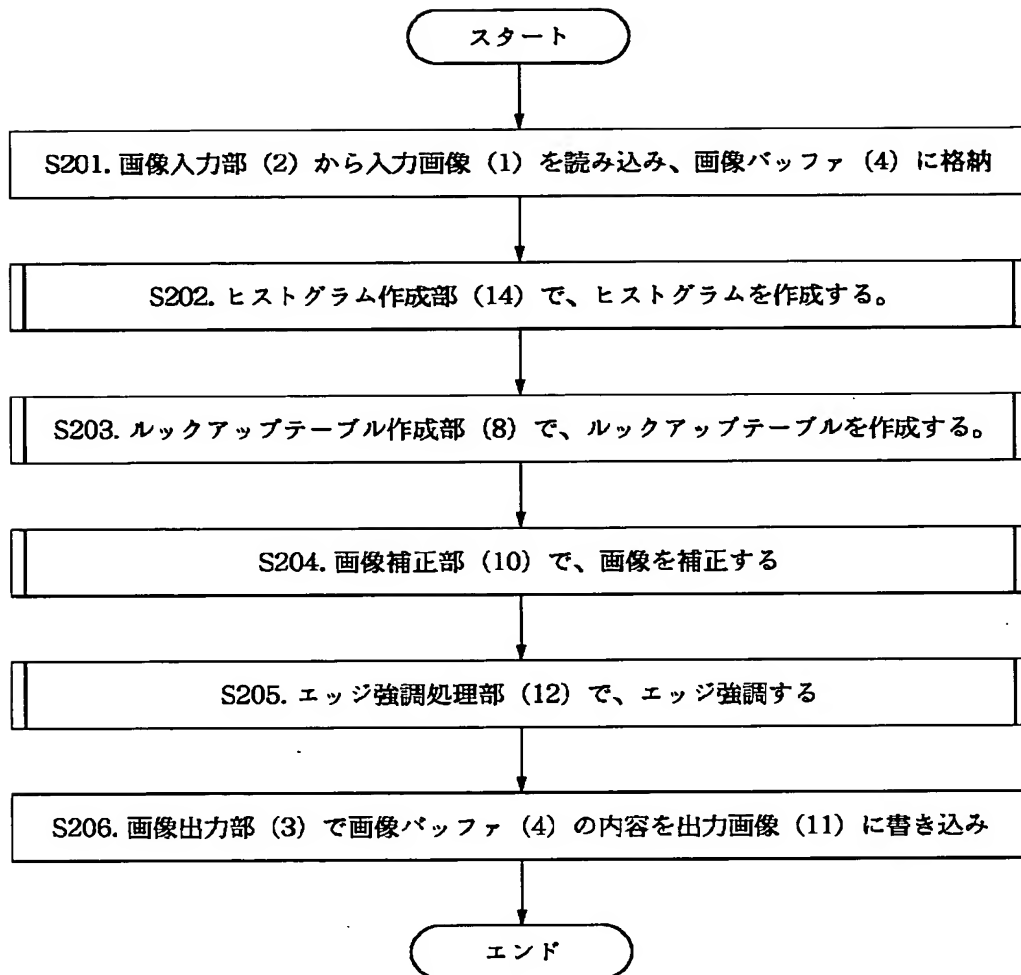 スタート
S201. 画像入力部 (2) から入力画像 (1) を読み込み、画像バッファ (4) に格納
S202. ヒストグラム作成部 (14) で、ヒストグラムを作成する。
S203. ルックアップテーブル作成部 (8) で、ルックアップテーブルを作成する。
S204. 画像補正部 (10) で、画像を補正する
S205. エッジ強調処理部 (12) で、エッジ強調する
S206. 画像出力部 (3) で画像バッファ (4) の内容を出力画像 (11) に書き込み
エンド